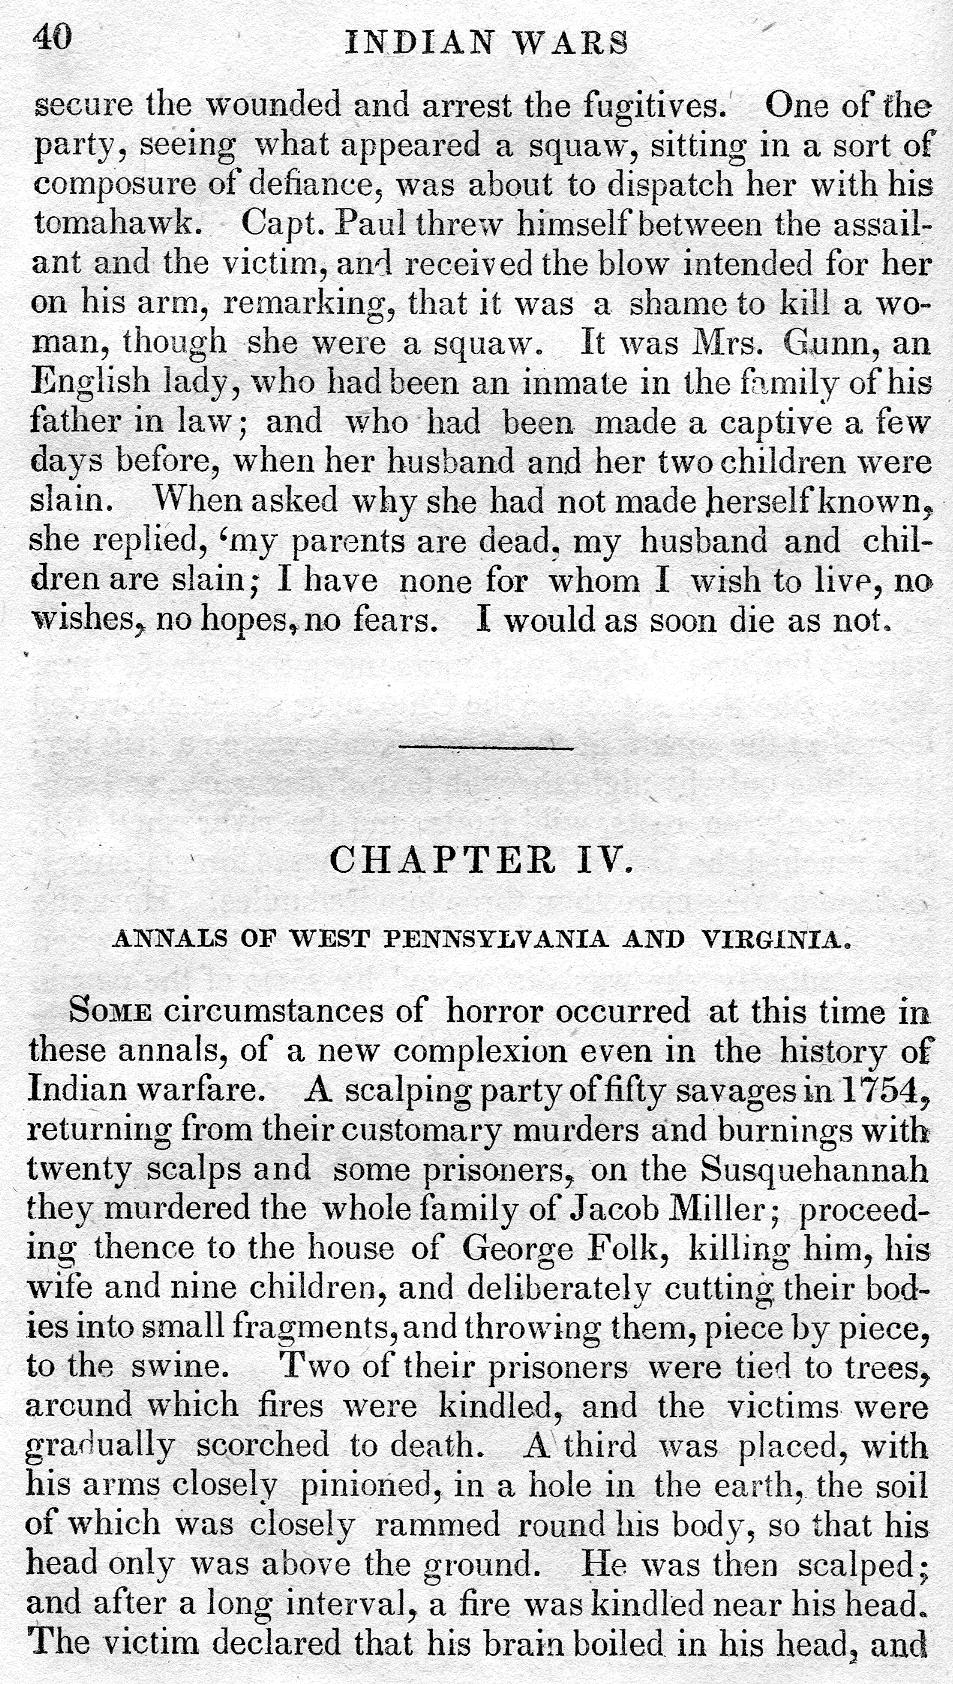 40
INDIAN WARS
secure the wounded and arrest the fugitives. One of the
party, seeing what appeared a squaw, sitting in a sort of
composure of defiance, was about to dispatch her with his
tomahawk. Capt. Paul threw himself between the assail-
ant and the victim, and received the blow intended for her
on his arm, remarking, that it was a shame to kill a wo-
man, though she were a squaw. It was Mrs. Gunn, an
English lady, who had been an inmate in the family of his
father in law; and who had been made a captive a few
days before, when her husband and her two children were
slain. When asked why she had not made herself known,
she replied, ‘my parents are dead, my husband and chil-
dren are slain; I have none for whom I wish to live, no
wishes, no hopes, no fears. I would as soon die as not.
CHAPTER IV.
ANNALS OF WEST PENNSYLVANIA AND VIRGINIA.
SOME circumstances of horror occurred at this time in
these annals, of a new complexion even in the history of
Indian warfare. A scalping party of fifty savages in 1754,
returning from their customary murders and burnings with
twenty scalps and some prisoners, on the Susquehannah
they murdered the whole family of Jacob Miller; proceed-
ing thence to the house of George Folk, killing him, his
wife and nine children, and deliberately cutting their bod-
ies into small fragments, and throwing them, piece by piece,
to the swine. Two of their prisoners were tied to trees,
around which fires were kindled, and the victims were
gradually scorched to death. A third was placed, with
his arms closely pinioned, in a hole in the earth, the soil
of which was closely rammed round his body, so that his
head only was above the ground. He was then scalped;
and after a long interval, a fire was kindled near his head.
The victim declared that his brain boiled in his head, and